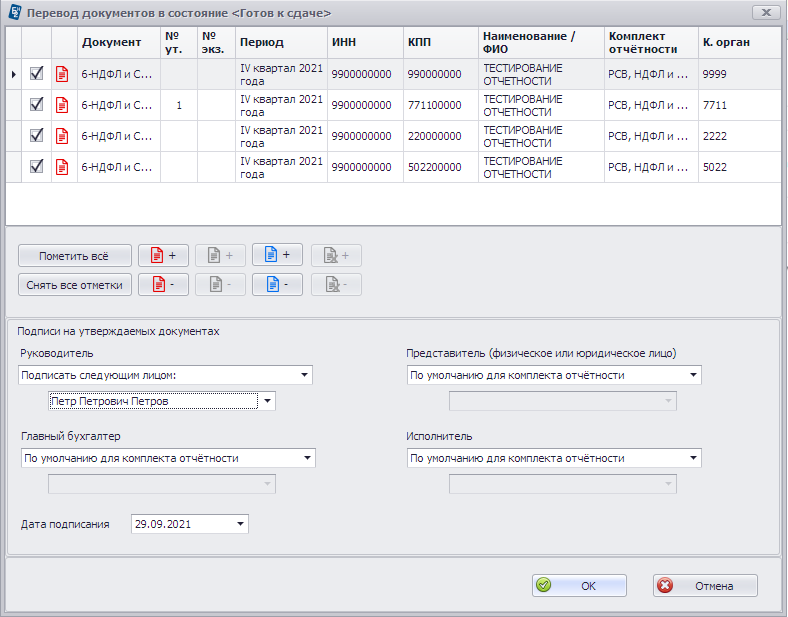 Перевод документов в состояние <Готов к сдаче>
Документ № ут. № экз. Период ИНН КПП Наименование / ФИО Комплект отчётности К. орган
6-НДФЛ и С... IV квартал 2021 года 9900000000 990000000 ТЕСТИРОВАНИЕ ОТЧЕТНОСТИ РСВ, НДФЛ и ... 9999
6-НДФЛ и С... 1 IV квартал 2021 года 9900000000 771100000 ТЕСТИРОВАНИЕ ОТЧЕТНОСТИ РСВ, НДФЛ и ... 7711
6-НДФЛ и С... IV квартал 2021 года 9900000000 220000000 ТЕСТИРОВАНИЕ ОТЧЕТНОСТИ РСВ, НДФЛ и ... 2222
6-НДФЛ и С... IV квартал 2021 года 9900000000 502200000 ТЕСТИРОВАНИЕ ОТЧЕТНОСТИ РСВ, НДФЛ и ... 5022
Пометить всё + + + +
Снять все отметки - - - -
Подписи на утверждаемых документах
Руководитель
Подписать следующим лицом:
Петр Петрович Петров
Представитель (физическое или юридическое лицо)
По умолчанию для комплекта отчётности
Главный бухгалтер
По умолчанию для комплекта отчётности
Исполнитель
По умолчанию для комплекта отчётности
Дата подписания 29.09.2021
OK Отмена